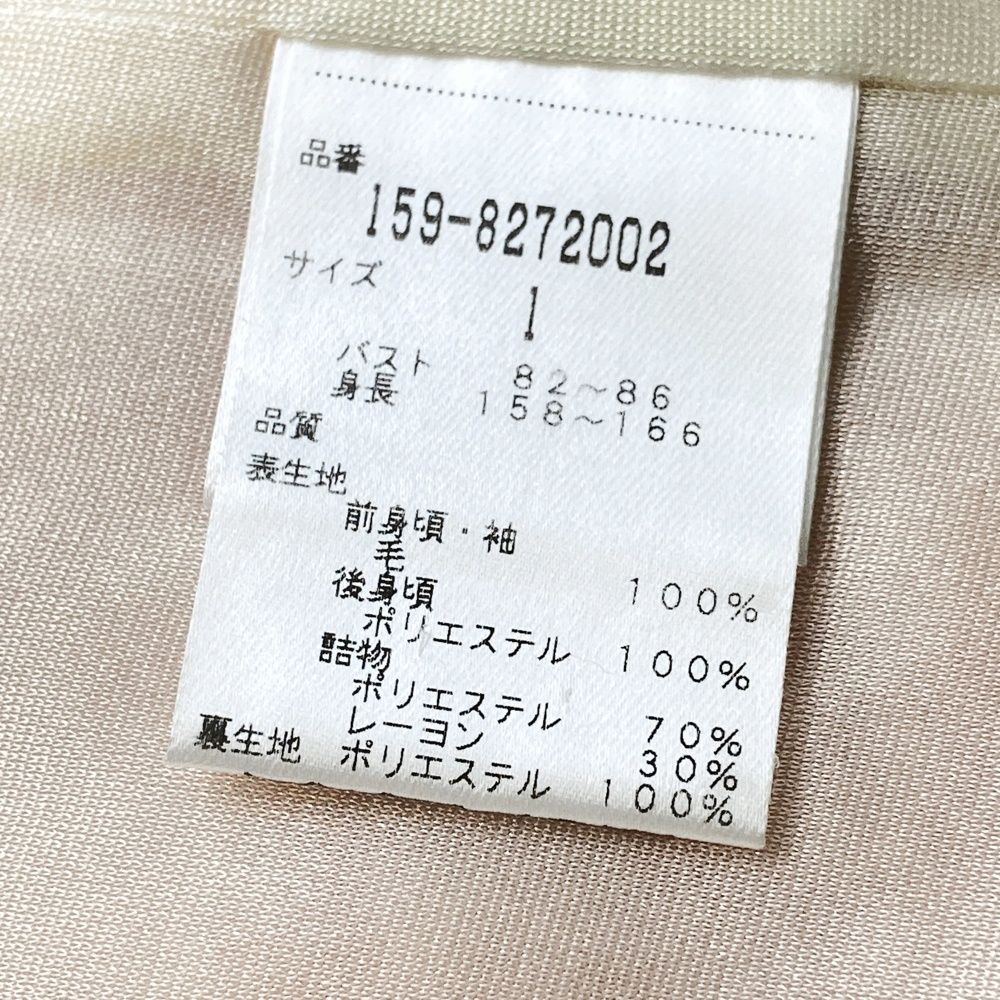 品番
159-8272002
サイズ
1
バスト 82～86
身長 158～166
品質
表生地
前身頃・袖
毛 100%
後身頃
ポリエステル 100%
詰物
ポリエステル 70%
レーヨン 30%
裏生地 ポリエステル 100%